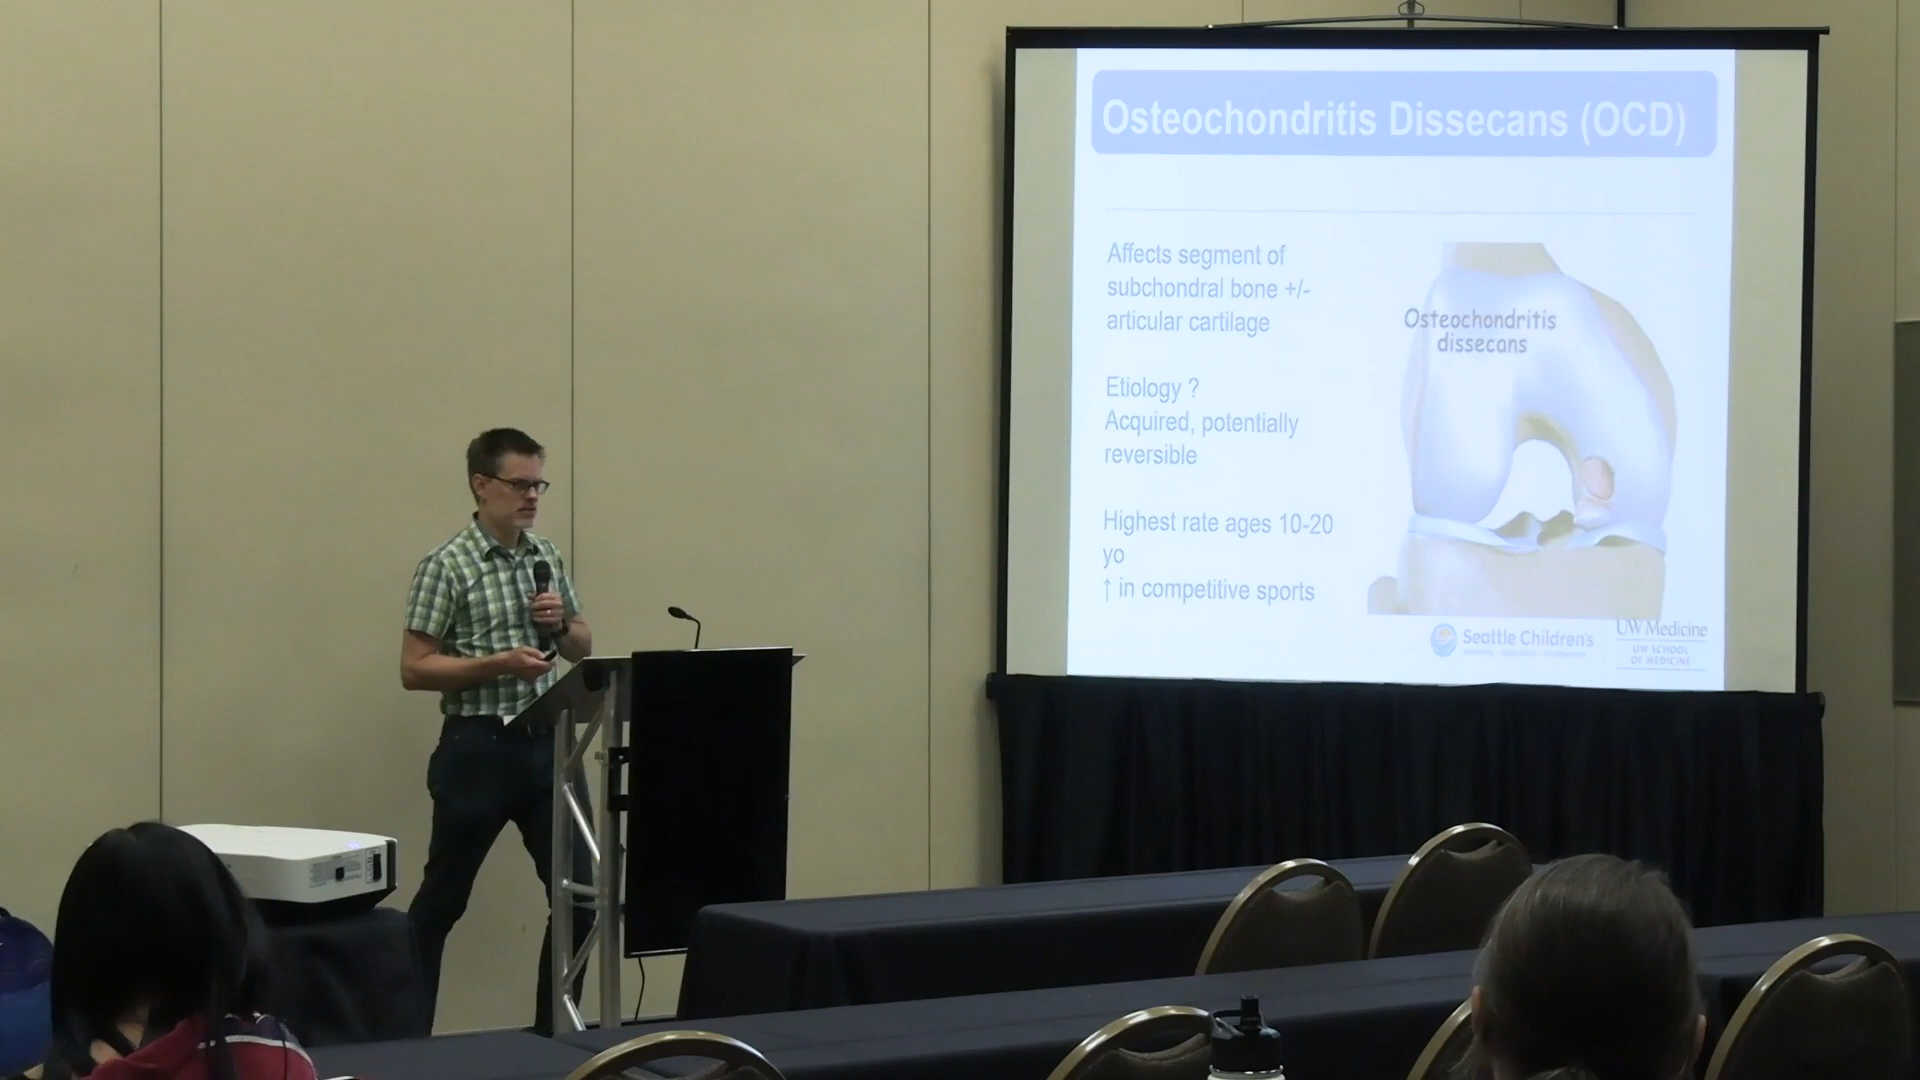 Osteochondritis Dissecans (OCD)
Affects segment of
subchondral bone +/-
articular cartilage
Etiology ?
Acquired, potentially
reversible
Highest rate ages 10-20
yo
↑ in competitive sports
Osteochondritis
dissecans
Seattle Children's
UW Medicine
UW SCHOOL
OF MEDICINE